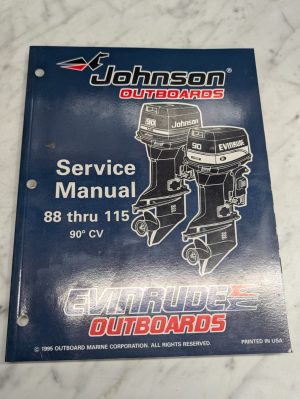 Johnson®
OUTBOARDS
90
Johnson
90
EVINRUDE
Service
Manual
88 thru 115
90° CV
EVINRUDE
OUTBOARDS
© 1995 OUTBOARD MARINE CORPORATION. ALL RIGHTS RESERVED.
PRINTED IN USA